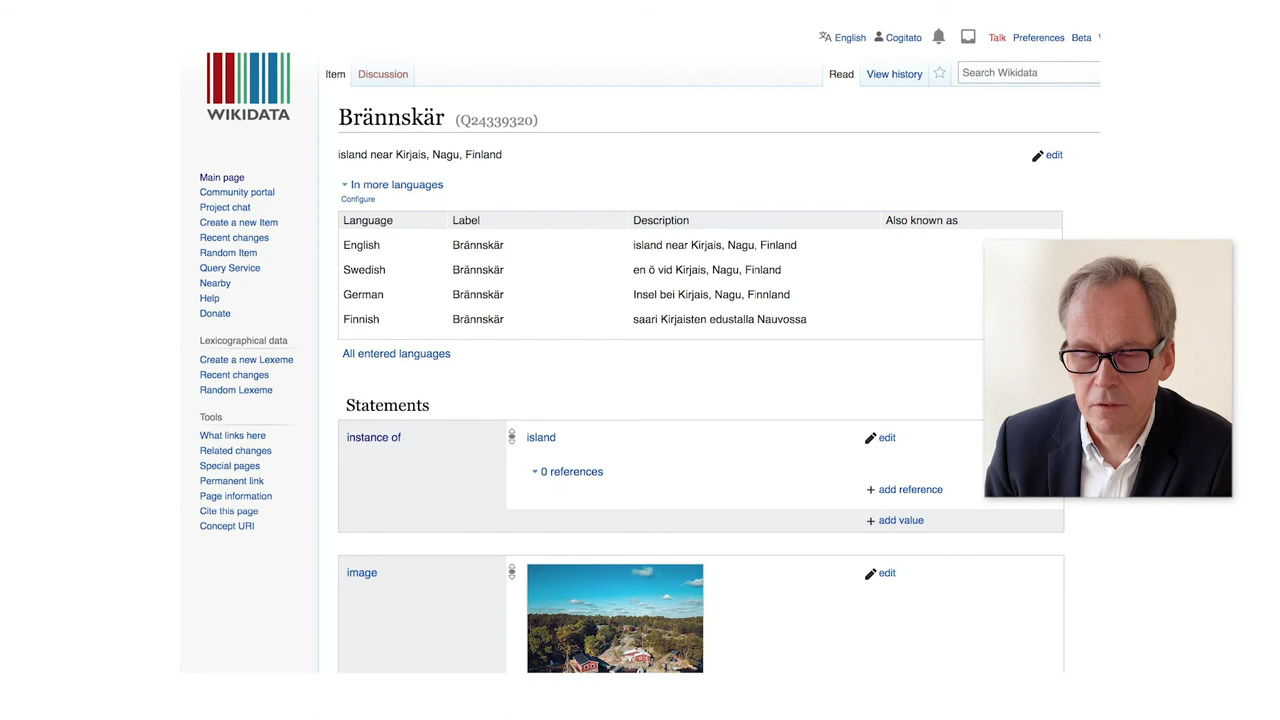 English Cogitato Talk Preferences Beta
WIKIDATA
Item Discussion Read View history Search Wikidata
Brännskär (Q24339320)
island near Kirjais, Nagu, Finland edit
In more languages
Configure
Language Label Description Also known as
English Brännskär island near Kirjais, Nagu, Finland
Swedish Brännskär en ö vid Kirjais, Nagu, Finland
German Brännskär Insel bei Kirjais, Nagu, Finnland
Finnish Brännskär saari Kirjaisten edustalla Nauvossa
All entered languages
Statements
instance of island edit
0 references
+ add reference
+ add value
image edit
Main page
Community portal
Project chat
Create a new Item
Recent changes
Random Item
Query Service
Nearby
Help
Donate
Lexicographical data
Create a new Lexeme
Recent changes
Random Lexeme
Tools
What links here
Related changes
Special pages
Permanent link
Page information
Cite this page
Concept URI